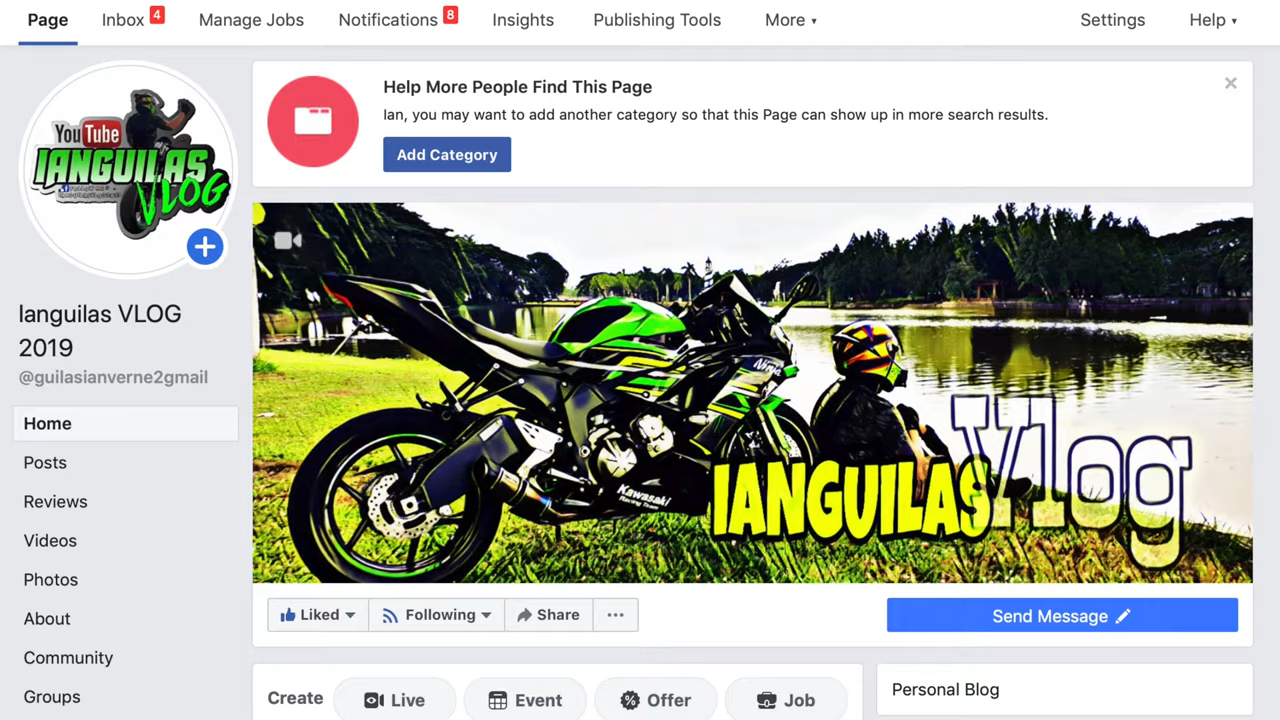 Page
Inbox 4
Manage Jobs
Notifications 8
Insights
Publishing Tools
More
Settings
Help
Help More People Find This Page
Ian, you may want to add another category so that this Page can show up in more search results.
Add Category
YouTube
IANGUILAS
VLOG
Ianguilas VLOG
2019
@guilasianverne2gmail
Home
Posts
Reviews
Videos
Photos
About
Community
Groups
Ninja
Kawasaki
Racing Team
IANGUILAS Vlog
Liked
Following
Share
Send Message
Create
Live
Event
Offer
Job
Personal Blog